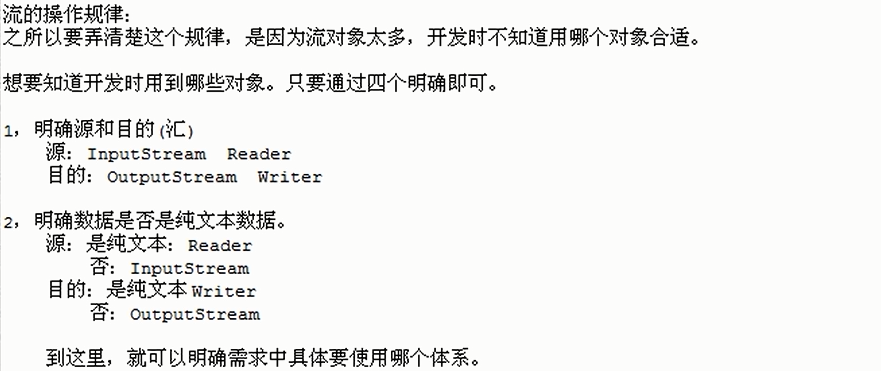 流的操作规律:
之所以要弄清楚这个规律，是因为流对象太多，开发时不知道用哪个对象合适。
想要知道开发时用到哪些对象。只要通过四个明确即可。
1，明确源和目的(汇)
源: InputStream  Reader
目的: OutputStream  Writer
2，明确数据是否是纯文本数据。
源: 是纯文本: Reader
否: InputStream
目的: 是纯文本Writer
否: OutputStream
到这里，就可以明确需求中具体要使用哪个体系。